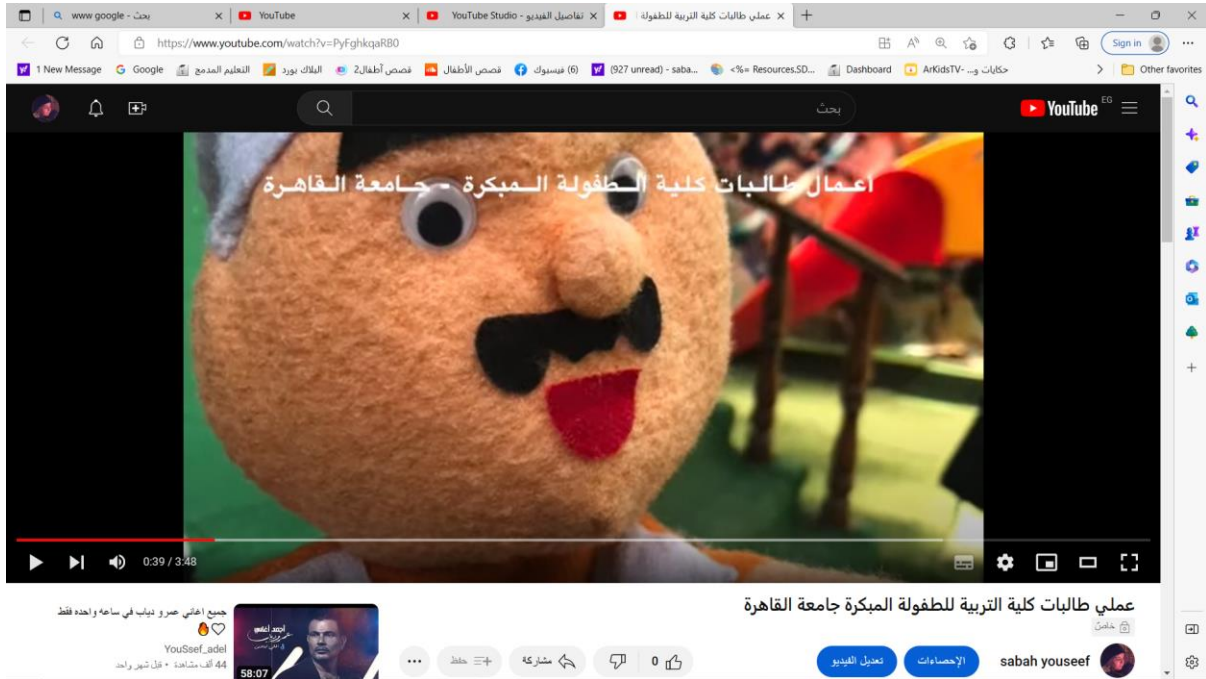 بحث - www google
YouTube
تفاصيل الفيديو - YouTube Studio
عملي طالبات كلية التربية للطفولة
https://www.youtube.com/watch?v=PyFghkqaRB0
Sign in
1 New Message
Google
التعليم المدمج
البلاك بورد
قصص أطفال2
قصص الأطفال
(6) فيسبوك
(927 unread) - saba...
<%= Resources.SD...
Dashboard
ArKidsTV- حكايات و...
Other favorites
بحث
YouTube EG
اعمال طالبات كلية الطفولة المبكرة - جامعة القاهرة
0:39 / 3:48
عملي طالبات كلية التربية للطفولة المبكرة جامعة القاهرة
خاصّ
sabah youseef
الإحصاءات
تعديل الفيديو
0
مشاركة
حفظ
جميع اغاني عمرو دياب في ساعه واحده فقط
YouSsef_adel
44 ألف مشاهدة • قبل شهر واحد
58:07